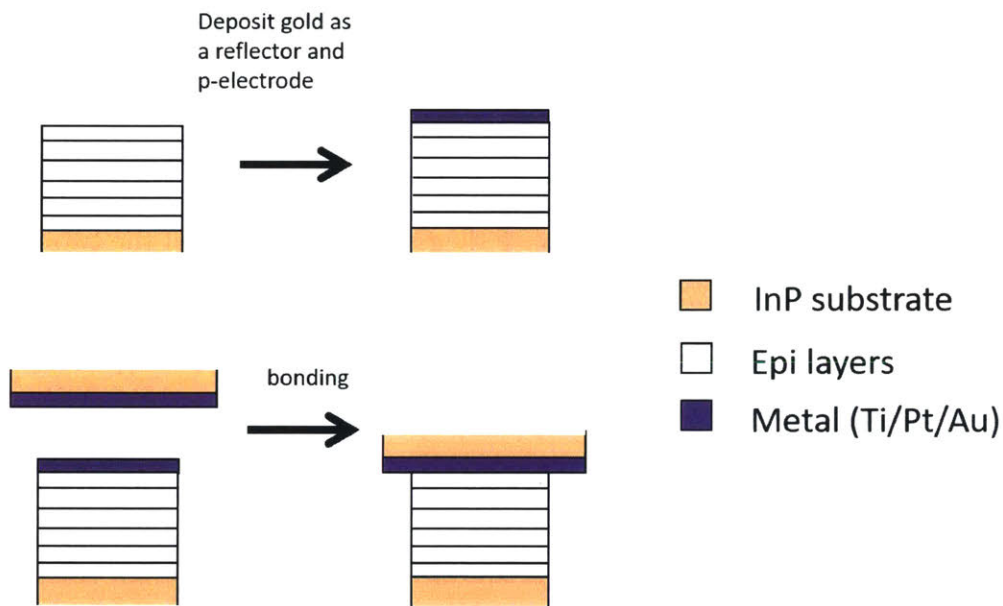 Deposit gold as
a reflector and
p-electrode
InP substrate
Epi layers
bonding
Metal (Ti/Pt/Au)